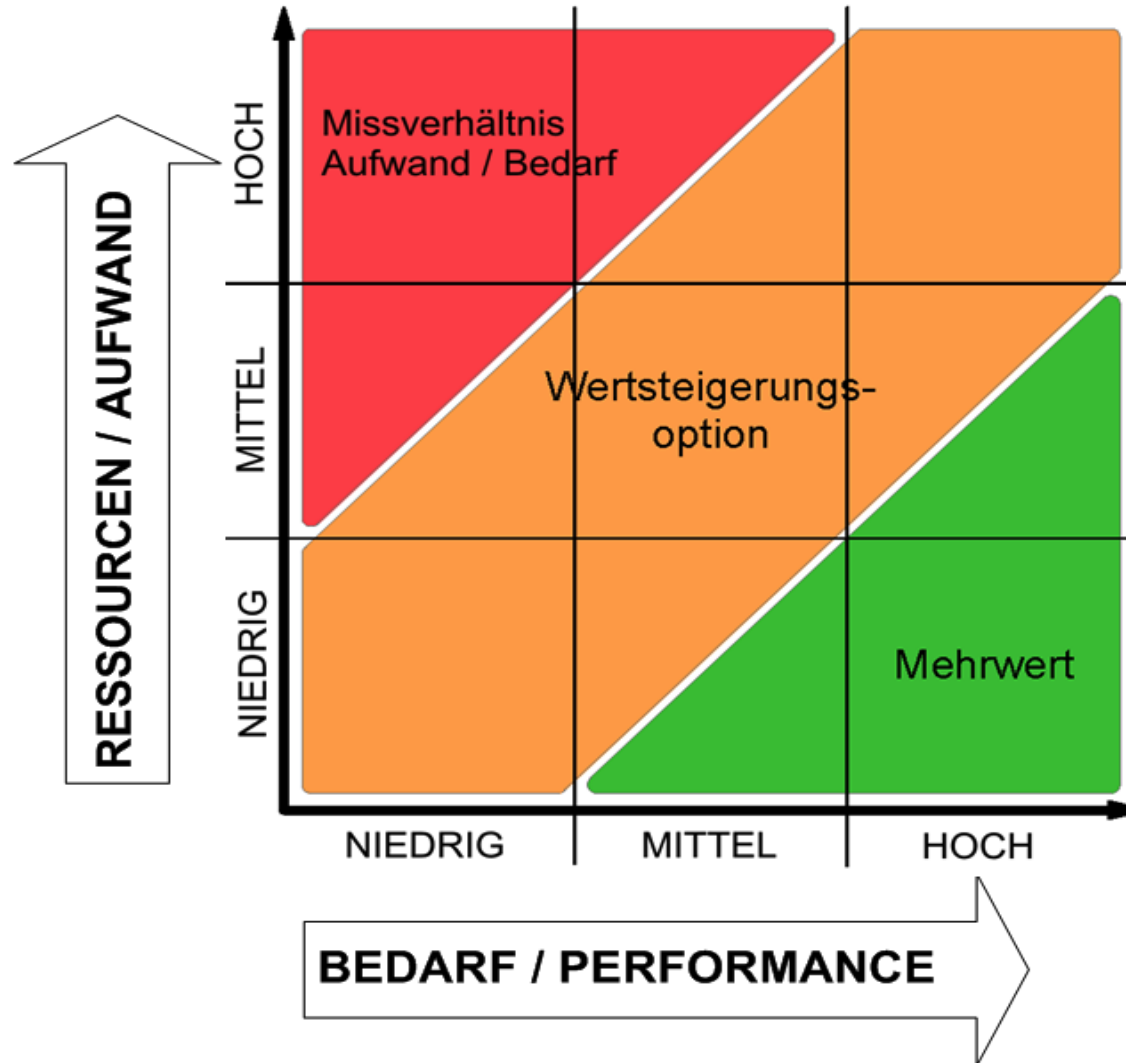 RESSOURCEN / AUFWAND
HOCH
MITTEL
NIEDRIG
Missverhältnis
Aufwand / Bedarf
Wertsteigerungs-
option
Mehrwert
NIEDRIG
MITTEL
HOCH
BEDARF / PERFORMANCE